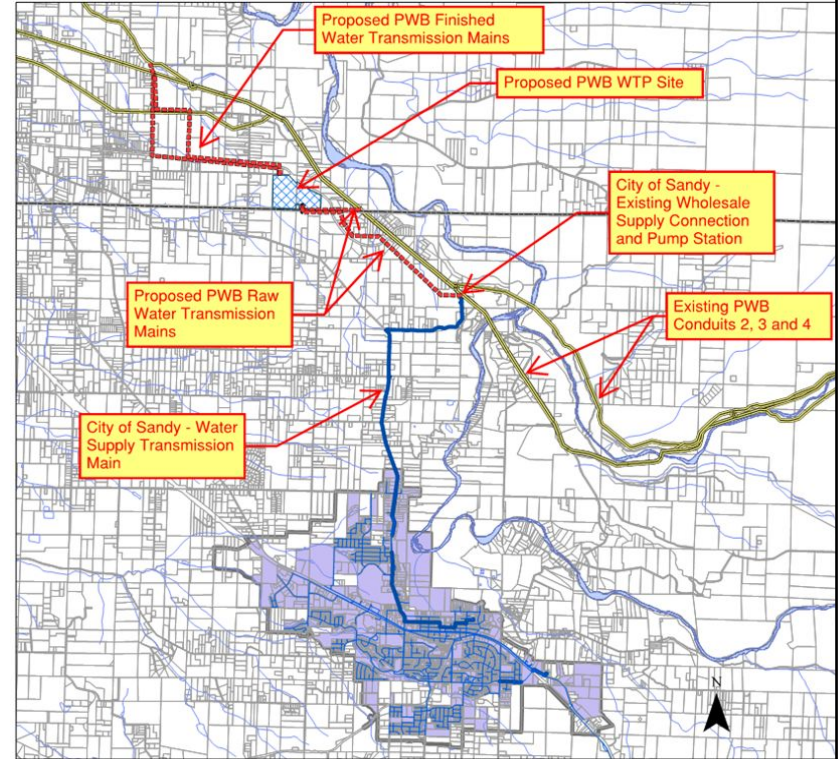 Proposed PWB Finished
Water Transmission Mains
Proposed PWB WTP Site
City of Sandy -
Existing Wholesale
Supply Connection
and Pump Station
Proposed PWB Raw
Water Transmission
Mains
Existing PWB
Conduits 2, 3 and 4
City of Sandy - Water
Supply Transmission
Main
N